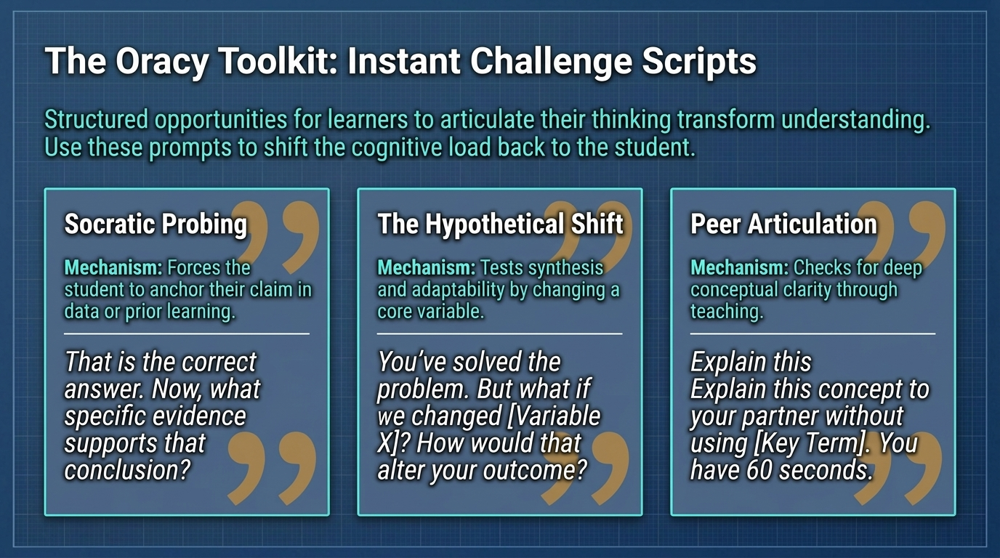 The Oracy Toolkit: Instant Challenge Scripts
Structured opportunities for learners to articulate their thinking transform understanding.
Use these prompts to shift the cognitive load back to the student.
Socratic Probing
Mechanism: Forces the
student to anchor their claim in
data or prior learning.
That is the correct
answer. Now, what
specific evidence
supports that
conclusion?
The Hypothetical Shift
Mechanism: Tests synthesis
and adaptability by changing a
core variable.
You’ve solved the
problem. But what if
we changed [Variable
X]? How would that
alter your outcome?
Peer Articulation
Mechanism: Checks for deep
conceptual clarity through
teaching.
Explain this
Explain this concept to
your partner without
using [Key Term]. You
have 60 seconds.